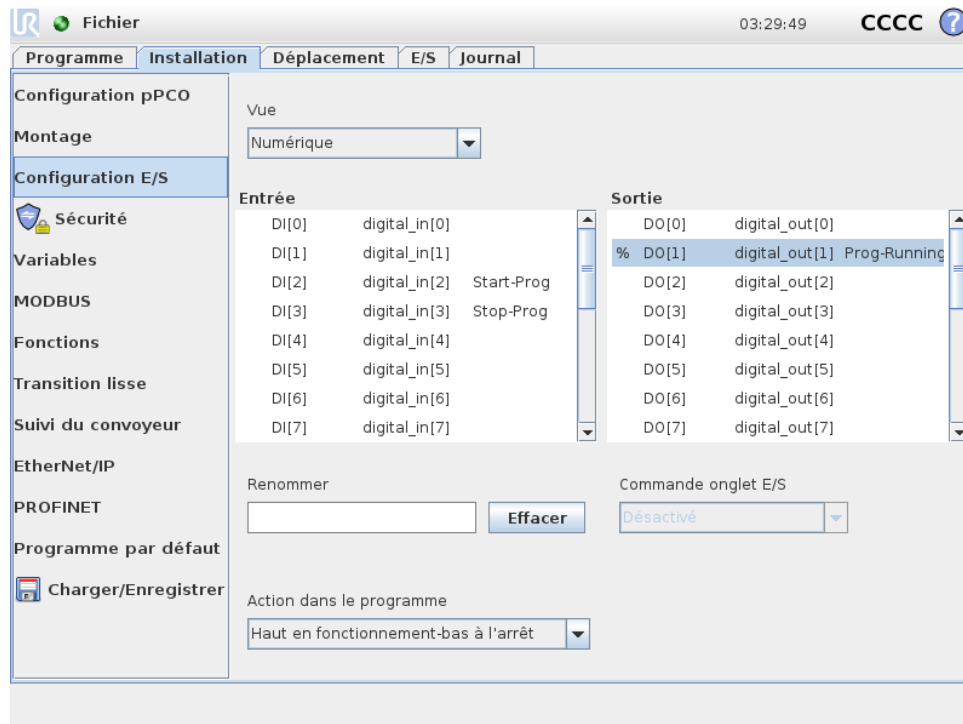 UR Fichier 03:29:49 CCCC ?
Programme Installation Déplacement E/S Journal
Configuration pPCO
Montage
Configuration E/S
Sécurité
Variables
MODBUS
Fonctions
Transition lisse
Suivi du convoyeur
EtherNet/IP
PROFINET
Programme par défaut
Charger/Enregistrer
Vue
Numérique
Entrée
DI[0] digital_in[0]
DI[1] digital_in[1]
DI[2] digital_in[2] Start-Prog
DI[3] digital_in[3] Stop-Prog
DI[4] digital_in[4]
DI[5] digital_in[5]
DI[6] digital_in[6]
DI[7] digital_in[7]
Sortie
DO[0] digital_out[0]
% DO[1] digital_out[1] Prog-Running
DO[2] digital_out[2]
DO[3] digital_out[3]
DO[4] digital_out[4]
DO[5] digital_out[5]
DO[6] digital_out[6]
DO[7] digital_out[7]
Renommer
Effacer
Commande onglet E/S
Désactivé
Action dans le programme
Haut en fonctionnement-bas à l'arrêt